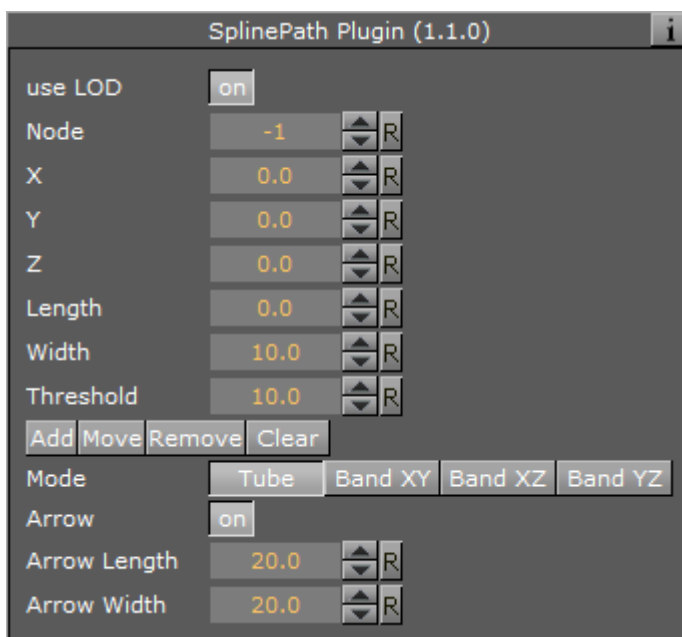 SplinePath Plugin (1.1.0) i
use LOD on
Node -1 R
X 0.0 R
Y 0.0 R
Z 0.0 R
Length 0.0 R
Width 10.0 R
Threshold 10.0 R
Add Move Remove Clear
Mode Tube Band XY Band XZ Band YZ
Arrow on
Arrow Length 20.0 R
Arrow Width 20.0 R